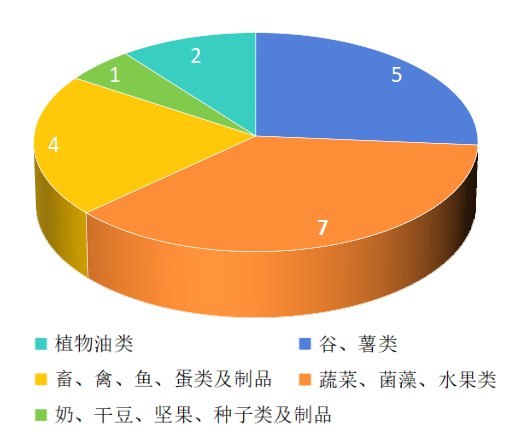 2
5
1
4
7
植物油类
谷、薯类
畜、禽、鱼、蛋类及制品
蔬菜、菌藻、水果类
奶、干豆、坚果、种子类及制品